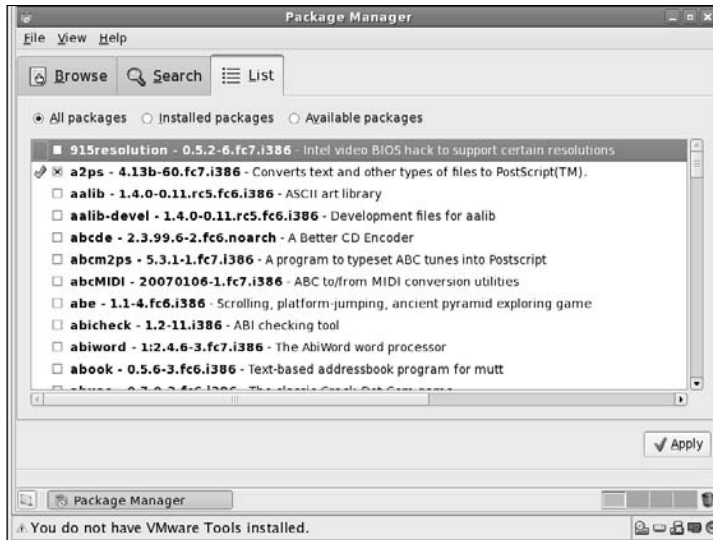 Package Manager
File View Help
Browse Search List
All packages Installed packages Available packages
915resolution - 0.5.2-6.fc7.i386 - Intel video BIOS hack to support certain resolutions
a2ps - 4.13b-60.fc7.i386 - Converts text and other types of files to PostScript(TM).
aalib - 1.4.0-0.11.rc5.fc6.i386 - ASCII art library
aalib-devel - 1.4.0-0.11.rc5.fc6.i386 - Development files for aalib
abcde - 2.3.99.6-2.fc6.noarch - A Better CD Encoder
abcm2ps - 5.3.1-1.fc7.i386 - A program to typeset ABC tunes into Postscript
abcMIDI - 20070106-1.fc7.i386 - ABC to/from MIDI conversion utilities
abe - 1.1-4.fc6.i386 - Scrolling, platform-jumping, ancient pyramid exploring game
abicheck - 1.2-11.i386 - ABI checking tool
abiword - 1:2.4.6-3.fc7.i386 - The AbiWord word processor
abook - 0.5.6-3.fc6.i386 - Text-based addressbook program for mutt
Apply
Package Manager
You do not have VMware Tools installed.